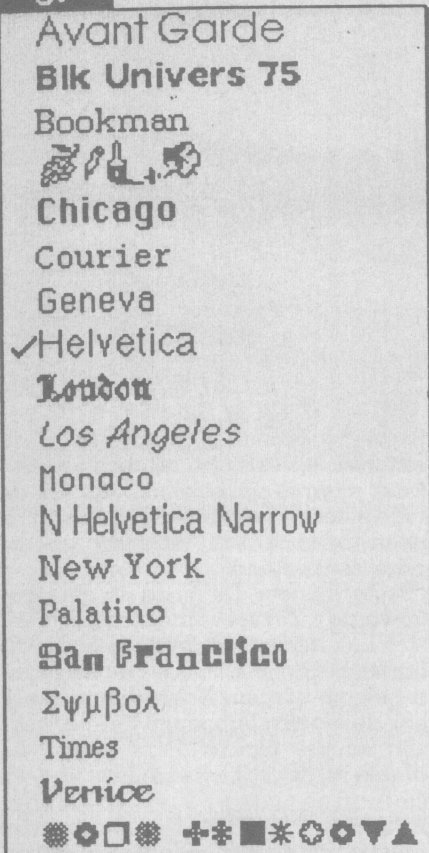 Avant Garde
Blk Univers 75
Bookman
Chicago
Courier
Geneva
✓Helvetica
London
Los Angeles
Monaco
N Helvetica Narrow
New York
Palatino
San Francisco
Σψμβολ
Times
Venice